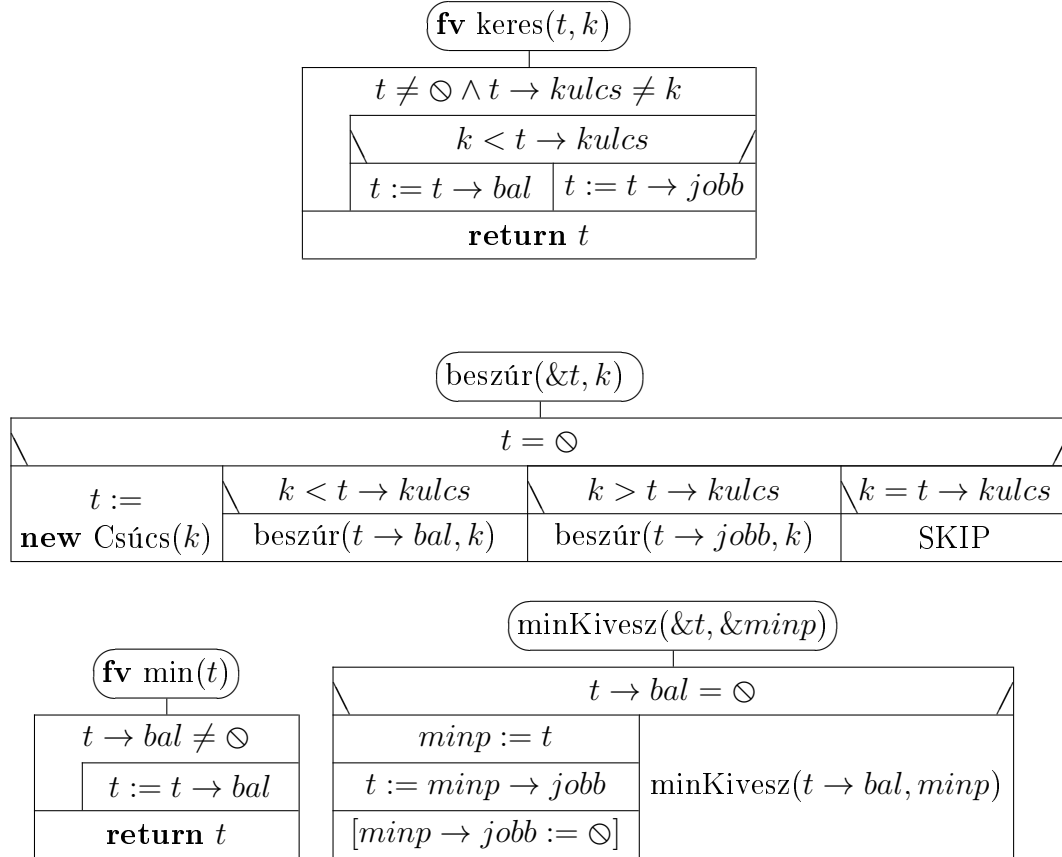 fv keres(t, k)
t ≠ ⦸ ∧ t → kulcs ≠ k
k < t → kulcs
t := t → bal
t := t → jobb
return t
beszúr(&t, k)
t = ⦸
t :=
new Csúcs(k)
k < t → kulcs
beszúr(t → bal, k)
k > t → kulcs
beszúr(t → jobb, k)
k = t → kulcs
SKIP
fv min(t)
t → bal ≠ ⦸
t := t → bal
return t
minKivesz(&t, &minp)
t → bal = ⦸
minp := t
t := minp → jobb
[minp → jobb := ⦸]
minKivesz(t → bal, minp)